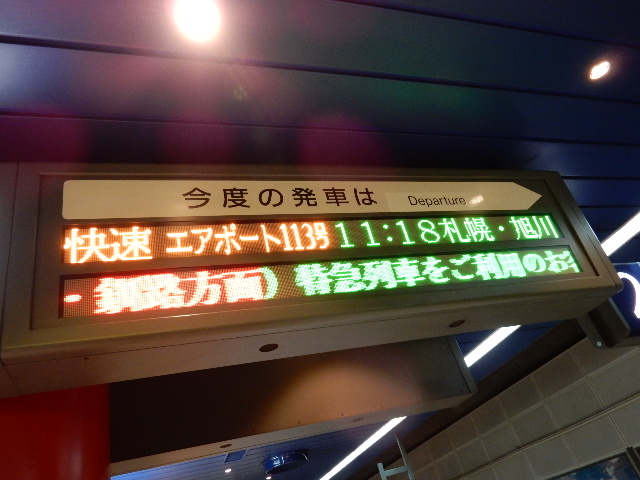 今度の発車は Departure
快速 エアポート113号 11:18 札幌・旭川
・釧路方面）特急列車をご利用のお